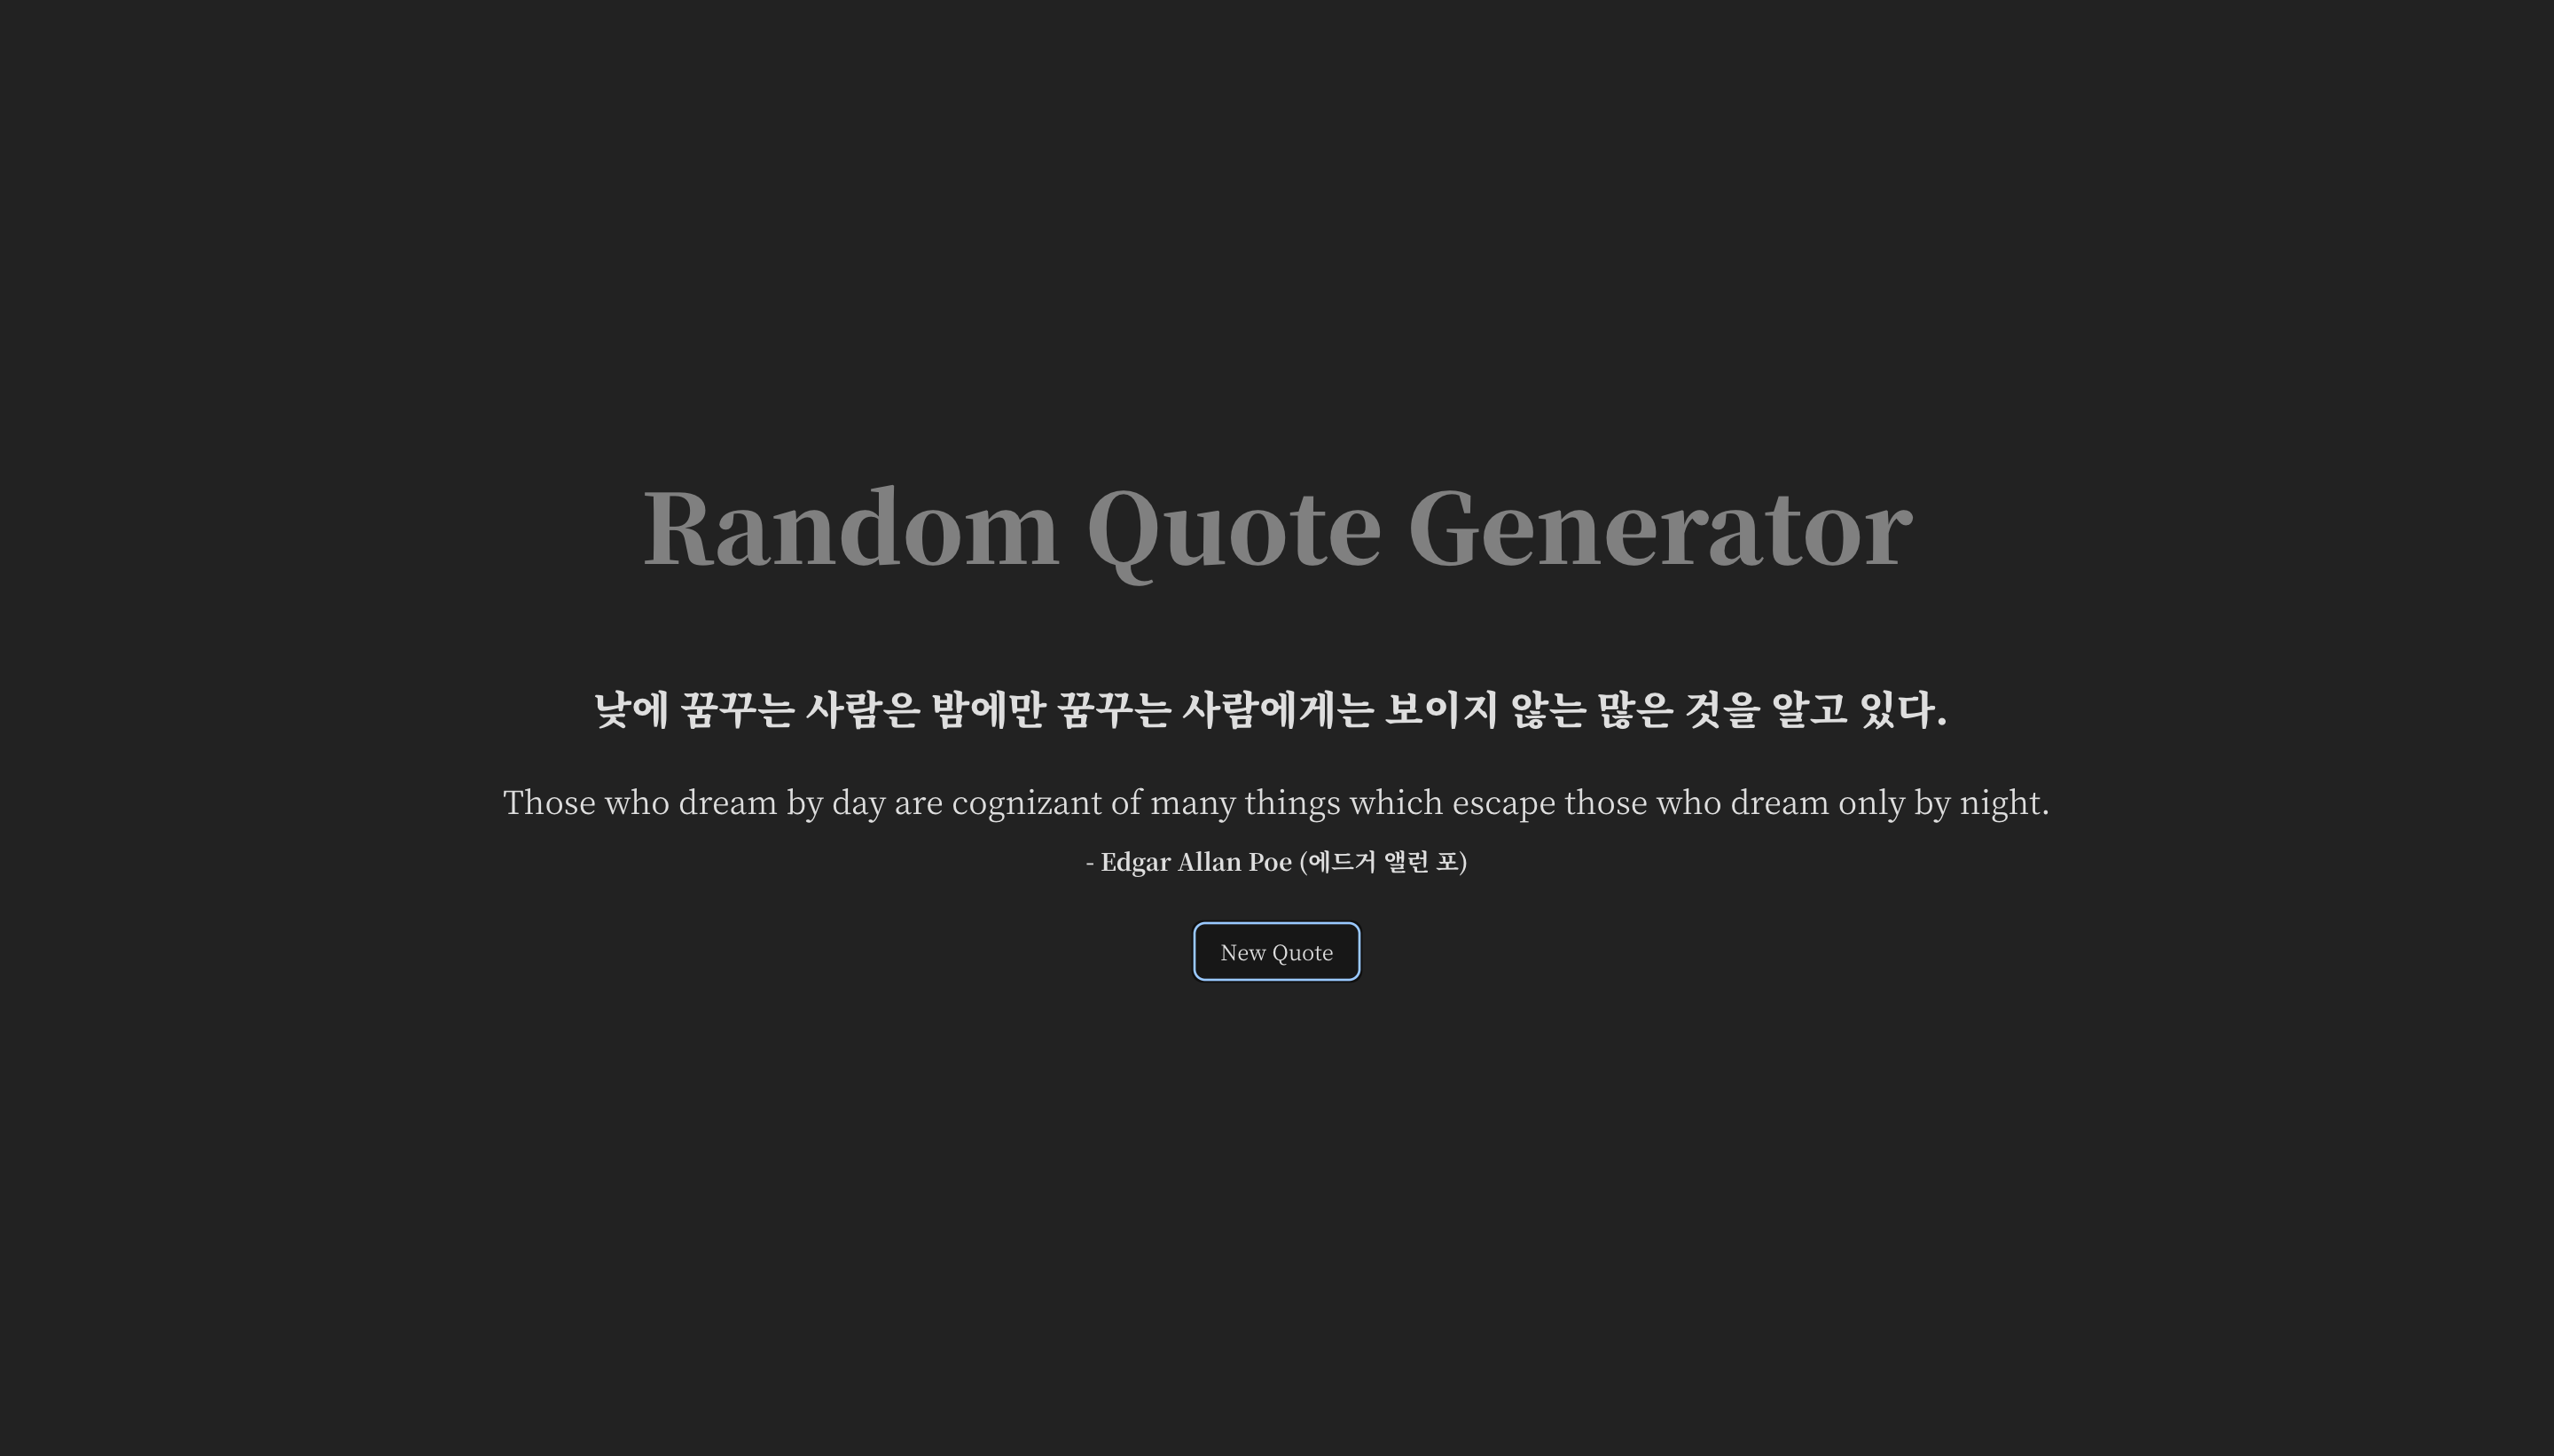 Random Quote Generator
낮에 꿈꾸는 사람은 밤에만 꿈꾸는 사람에게는 보이지 않는 많은 것을 알고 있다.
Those who dream by day are cognizant of many things which escape those who dream only by night.
- Edgar Allan Poe (에드거 앨런 포)
New Quote